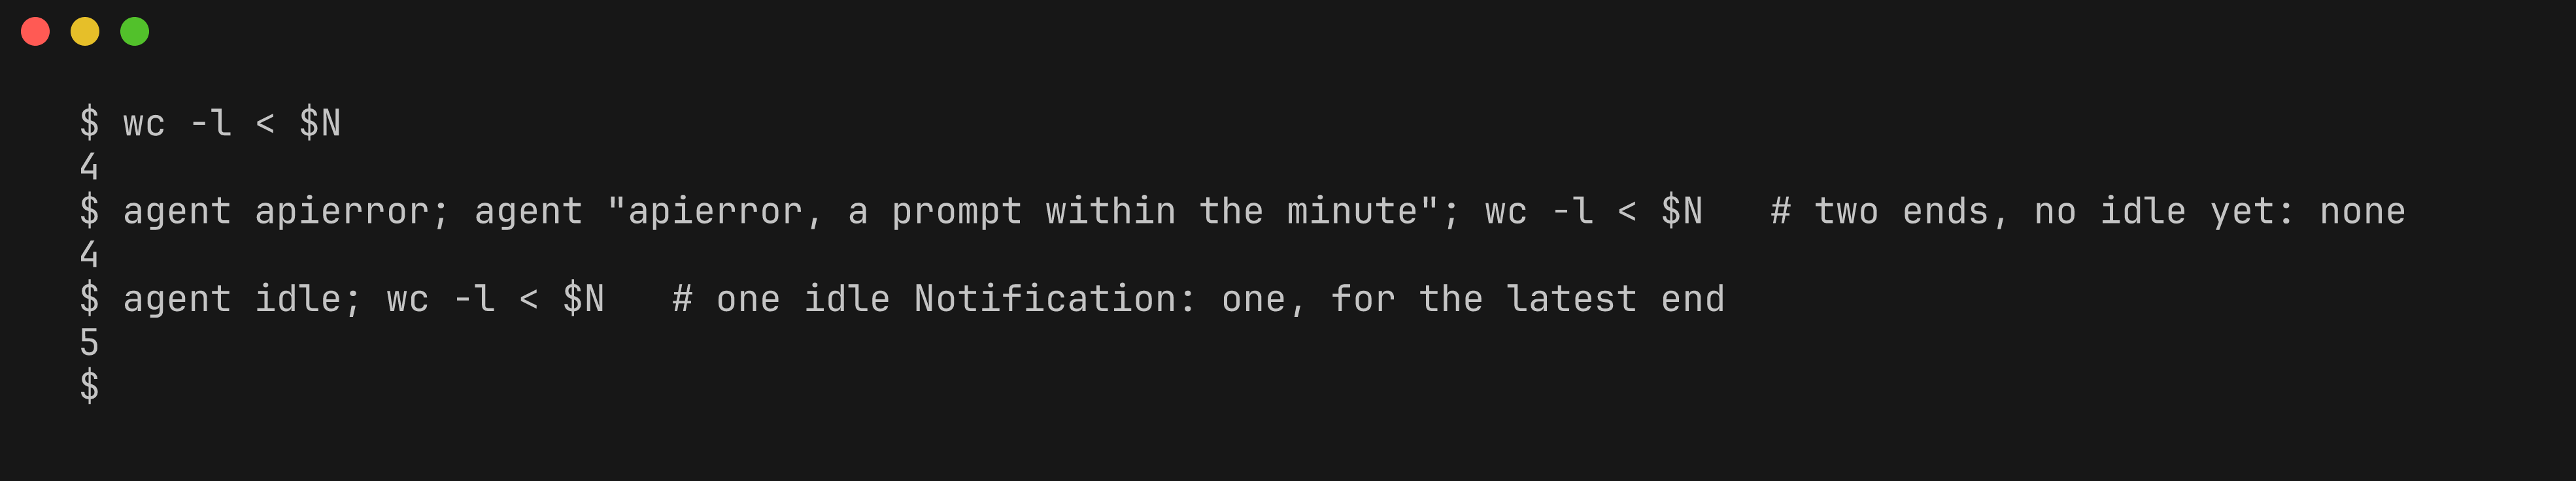 $ wc -l < $N
4
$ agent apierror; agent "apierror, a prompt within the minute"; wc -l < $N   # two ends, no idle yet: none
4
$ agent idle; wc -l < $N   # one idle Notification: one, for the latest end
5
$